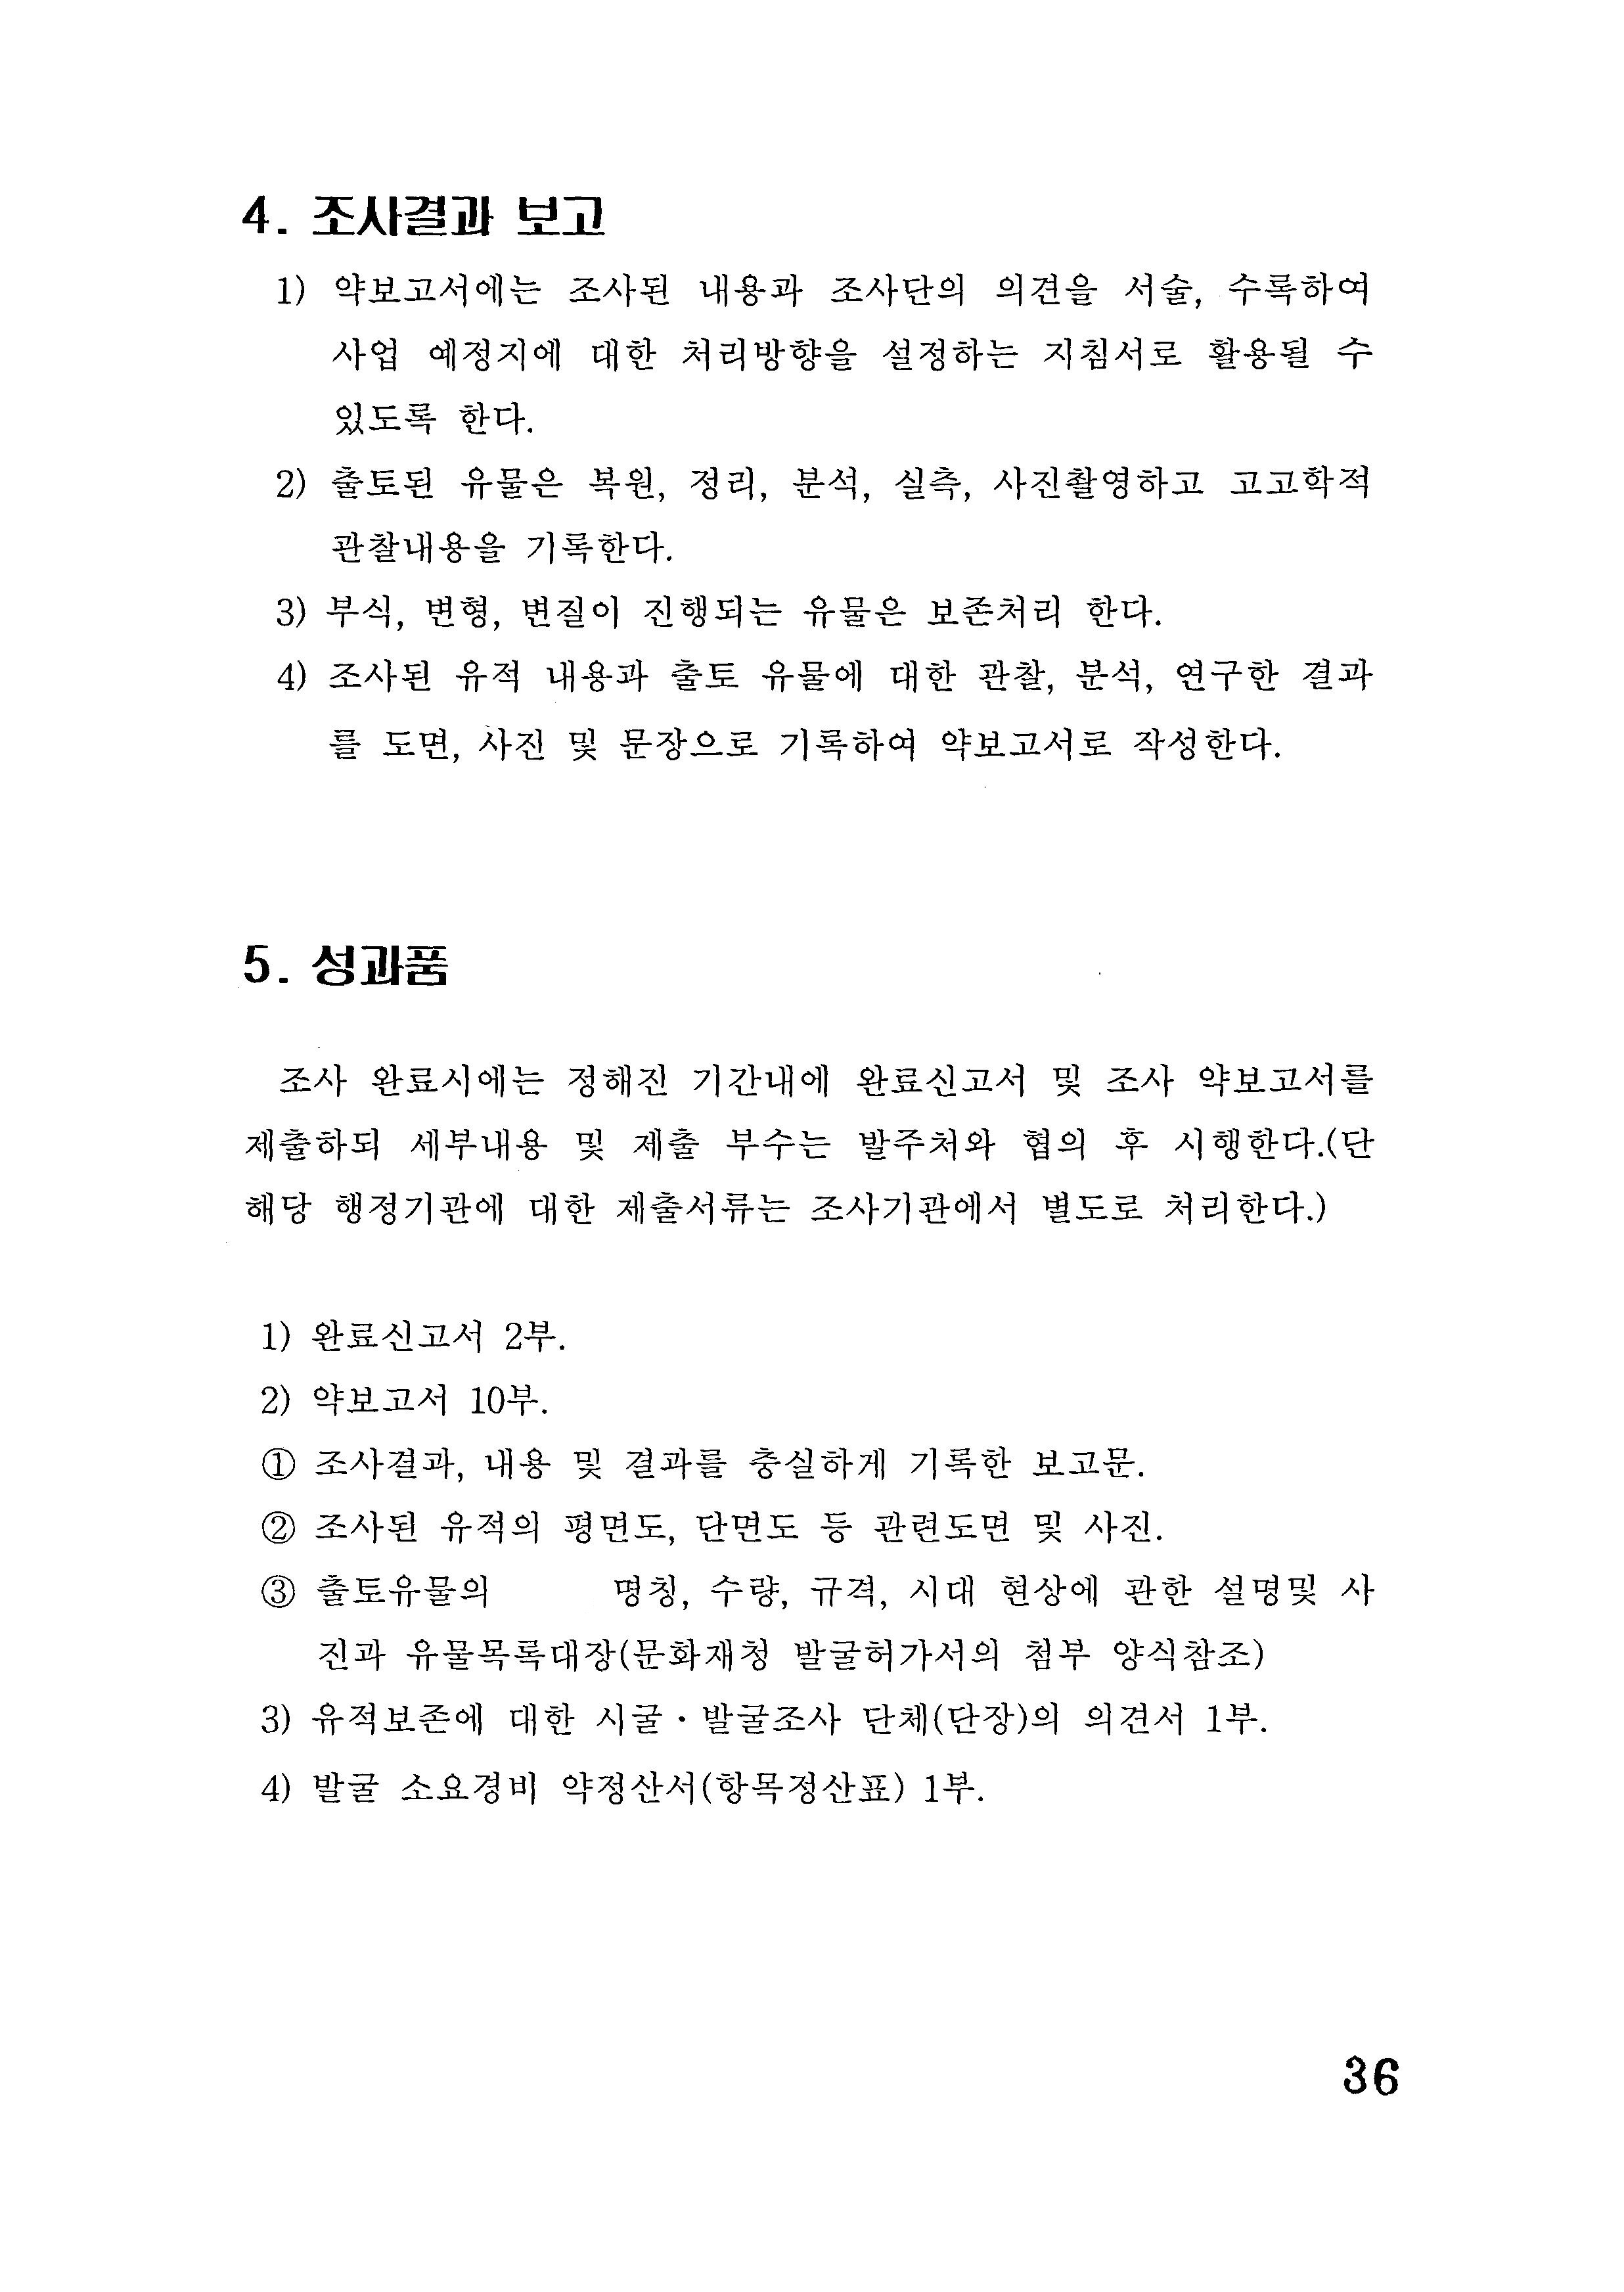 4. 조사결과 보고
1) 약보고서에는 조사된 내용과 조사단의 의견을 서술, 수록하여
사업 예정지에 대한 처리방향을 설정하는 지침서로 활용될 수
있도록 한다.
2) 출토된 유물은 복원, 정리, 분석, 실측, 사진촬영하고 고고학적
관찰내용을 기록한다.
3) 부식, 변형, 변질이 진행되는 유물은 보존처리 한다.
4) 조사된 유적 내용과 출토 유물에 대한 관찰, 분석, 연구한 결과
를 도면, 사진 및 문장으로 기록하여 약보고서로 작성한다.
5. 성과품
조사 완료시에는 정해진 기간내에 완료신고서 및 조사 약보고서를
제출하되 세부내용 및 제출 부수는 발주처와 협의 후 시행한다.(단
해당 행정기관에 대한 제출서류는 조사기관에서 별도로 처리한다.)
1) 완료신고서 2부.
2) 약보고서 10부.
① 조사결과, 내용 및 결과를 충실하게 기록한 보고문.
② 조사된 유적의 평면도, 단면도 등 관련도면 및 사진.
③ 출토유물의 명칭, 수량, 규격, 시대 현상에 관한 설명및 사
진과 유물목록대장(문화재청 발굴허가서의 첨부 양식참조)
3) 유적보존에 대한 시굴・발굴조사 단체(단장)의 의견서 1부.
4) 발굴 소요경비 약정산서(항목정산표) 1부.
36